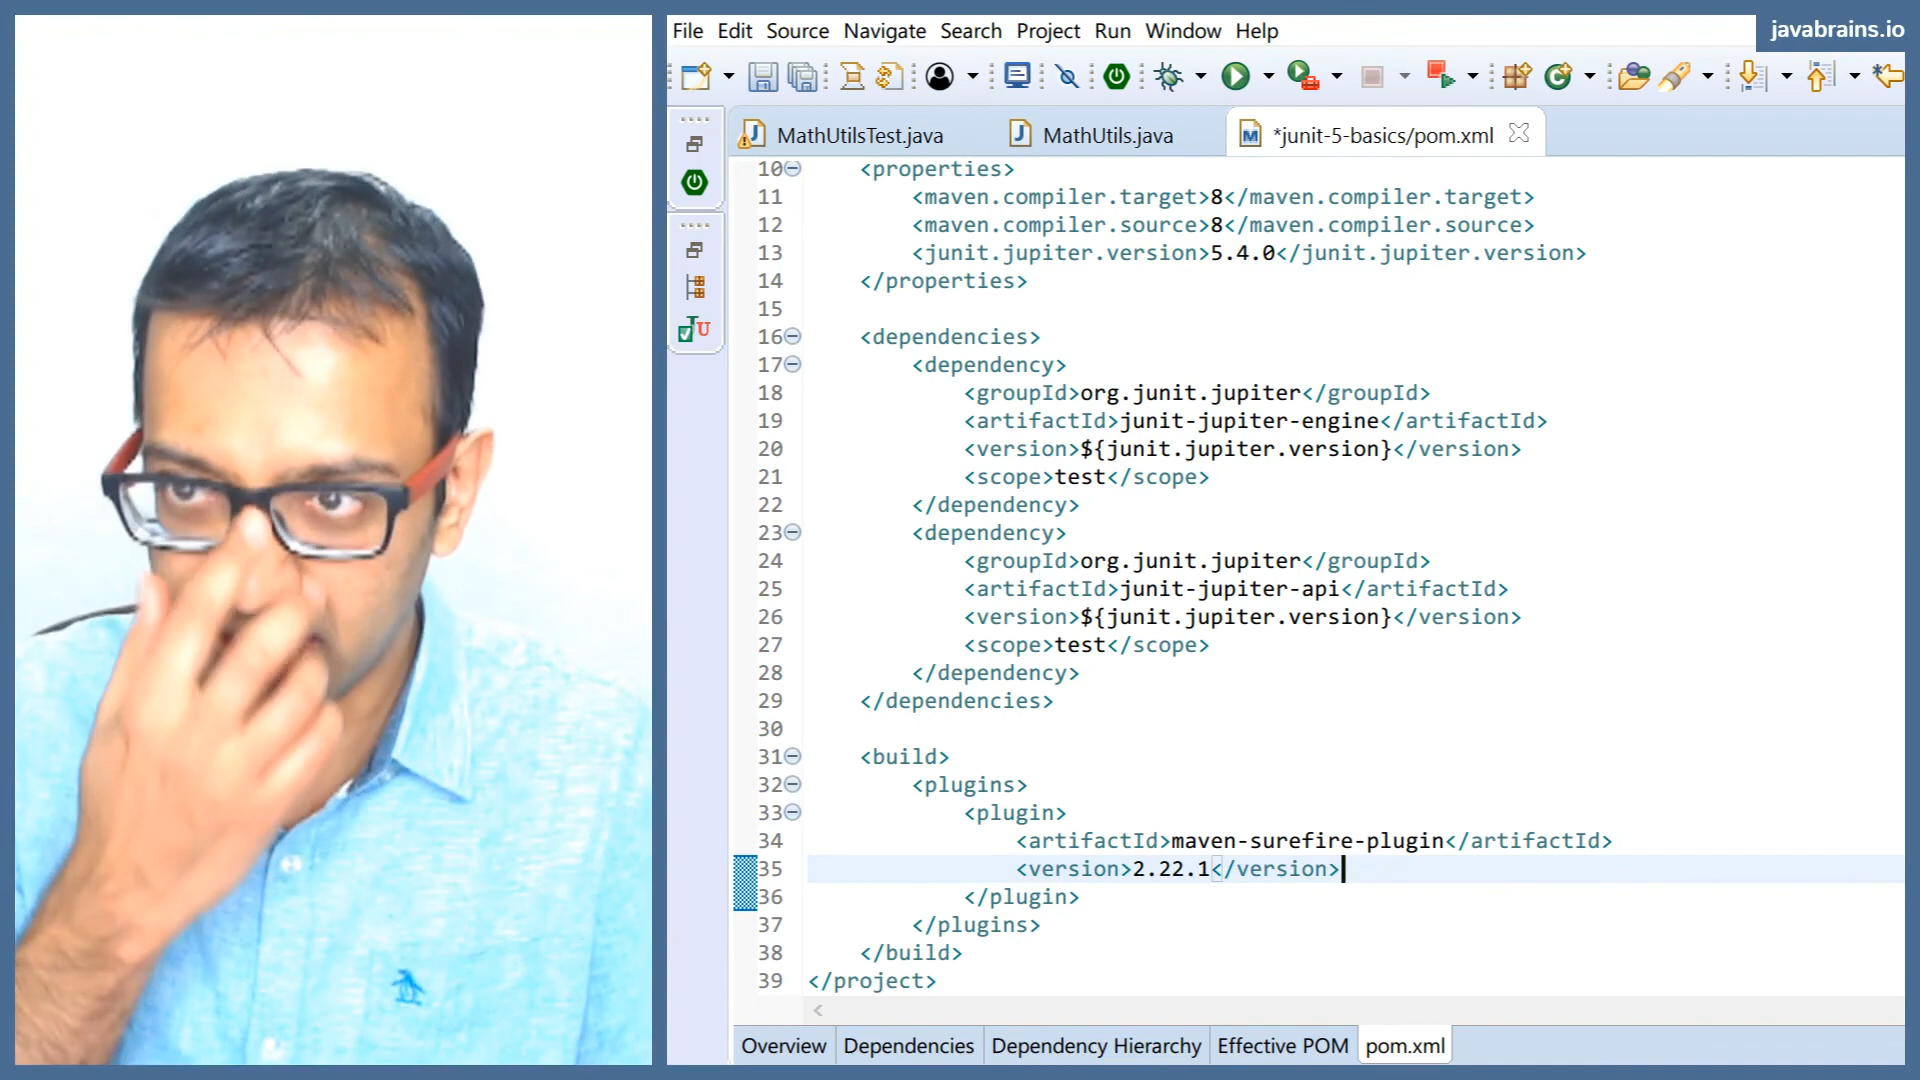 javabrains.io
File Edit Source Navigate Search Project Run Window Help
MathUtilsTest.java MathUtils.java *junit-5-basics/pom.xml
10 <properties>
11 <maven.compiler.target>8</maven.compiler.target>
12 <maven.compiler.source>8</maven.compiler.source>
13 <junit.jupiter.version>5.4.0</junit.jupiter.version>
14 </properties>
15
16 <dependencies>
17 <dependency>
18 <groupId>org.junit.jupiter</groupId>
19 <artifactId>junit-jupiter-engine</artifactId>
20 <version>${junit.jupiter.version}</version>
21 <scope>test</scope>
22 </dependency>
23 <dependency>
24 <groupId>org.junit.jupiter</groupId>
25 <artifactId>junit-jupiter-api</artifactId>
26 <version>${junit.jupiter.version}</version>
27 <scope>test</scope>
28 </dependency>
29 </dependencies>
30
31 <build>
32 <plugins>
33 <plugin>
34 <artifactId>maven-surefire-plugin</artifactId>
35 <version>2.22.1</version>
36 </plugin>
37 </plugins>
38 </build>
39 </project>
Overview Dependencies Dependency Hierarchy Effective POM pom.xml